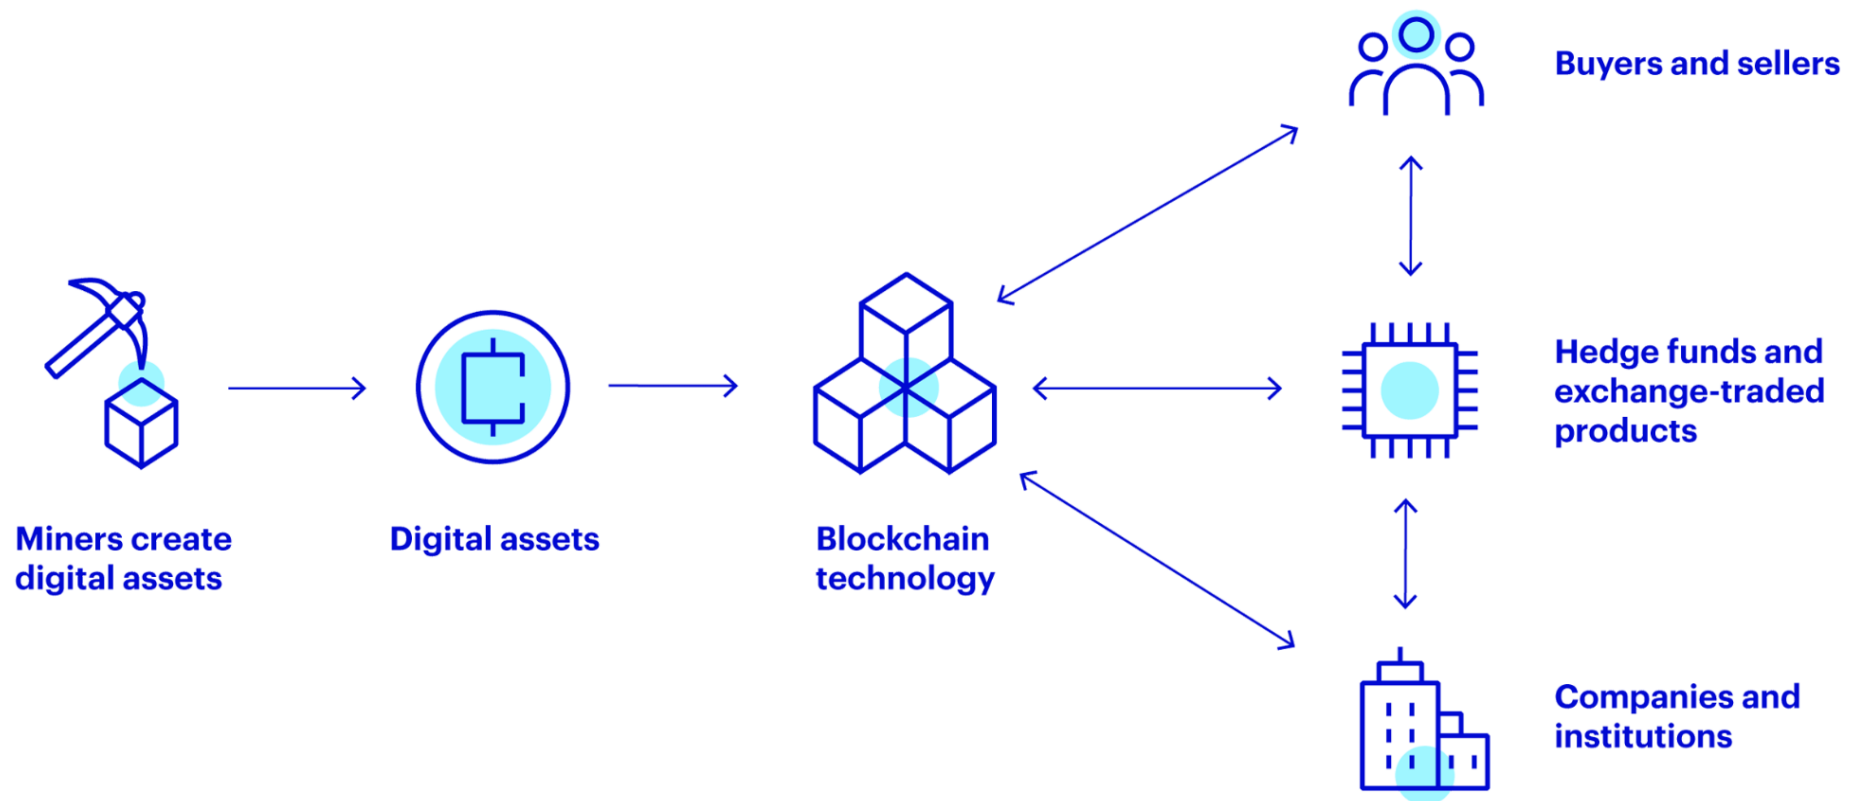 Buyers and sellers
Hedge funds and
exchange-traded
products
Miners create
digital assets
Digital assets
Blockchain
technology
Companies and
institutions